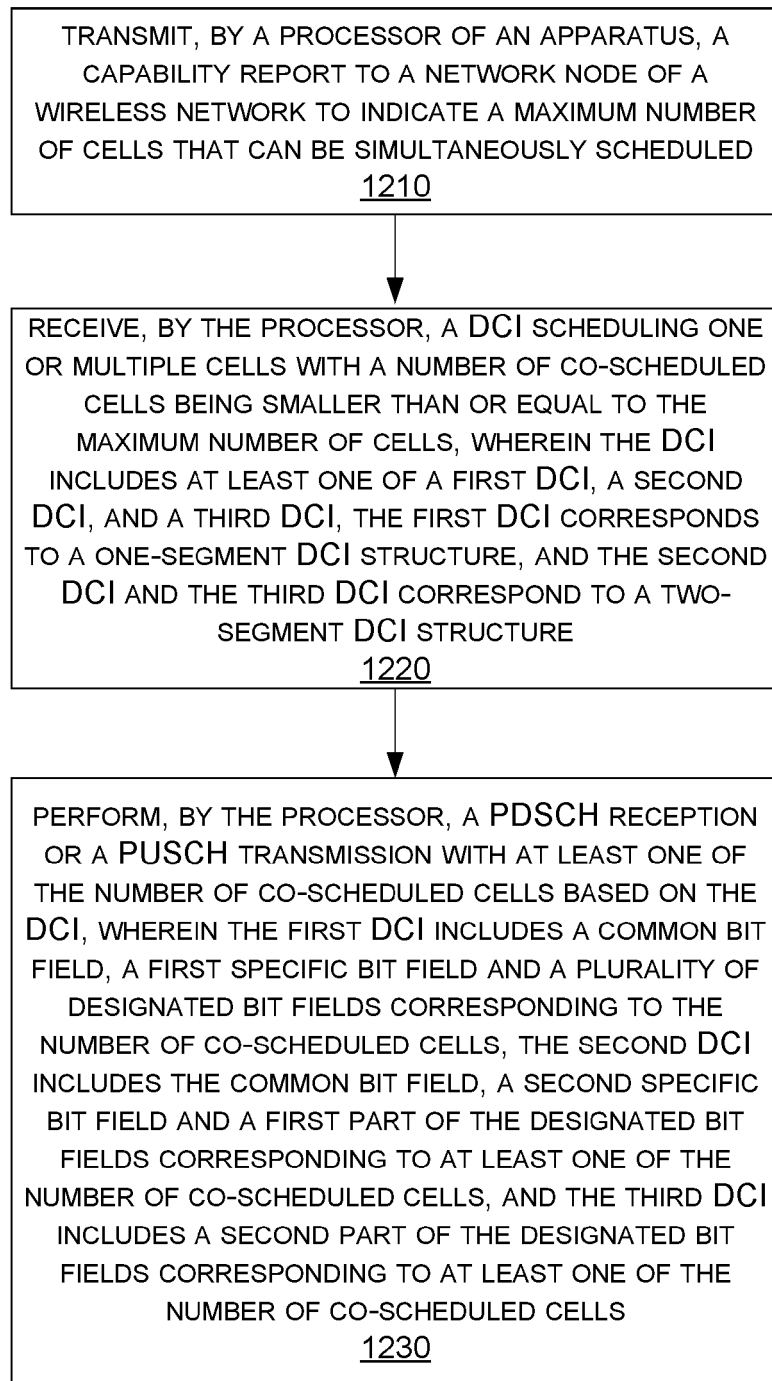 TRANSMIT, BY A PROCESSOR OF AN APPARATUS, A
CAPABILITY REPORT TO A NETWORK NODE OF A
WIRELESS NETWORK TO INDICATE A MAXIMUM NUMBER
OF CELLS THAT CAN BE SIMULTANEOUSLY SCHEDULED
1210
RECEIVE, BY THE PROCESSOR, A DCI SCHEDULING ONE
OR MULTIPLE CELLS WITH A NUMBER OF CO-SCHEDULED
CELLS BEING SMALLER THAN OR EQUAL TO THE
MAXIMUM NUMBER OF CELLS, WHEREIN THE DCI
INCLUDES AT LEAST ONE OF A FIRST DCI, A SECOND
DCI, AND A THIRD DCI, THE FIRST DCI CORRESPONDS
TO A ONE-SEGMENT DCI STRUCTURE, AND THE SECOND
DCI AND THE THIRD DCI CORRESPOND TO A TWO-
SEGMENT DCI STRUCTURE
1220
PERFORM, BY THE PROCESSOR, A PDSCH RECEPTION
OR A PUSCH TRANSMISSION WITH AT LEAST ONE OF
THE NUMBER OF CO-SCHEDULED CELLS BASED ON THE
DCI, WHEREIN THE FIRST DCI INCLUDES A COMMON BIT
FIELD, A FIRST SPECIFIC BIT FIELD AND A PLURALITY OF
DESIGNATED BIT FIELDS CORRESPONDING TO THE
NUMBER OF CO-SCHEDULED CELLS, THE SECOND DCI
INCLUDES THE COMMON BIT FIELD, A SECOND SPECIFIC
BIT FIELD AND A FIRST PART OF THE DESIGNATED BIT
FIELDS CORRESPONDING TO AT LEAST ONE OF THE
NUMBER OF CO-SCHEDULED CELLS, AND THE THIRD DCI
INCLUDES A SECOND PART OF THE DESIGNATED BIT
FIELDS CORRESPONDING TO AT LEAST ONE OF THE
NUMBER OF CO-SCHEDULED CELLS
1230